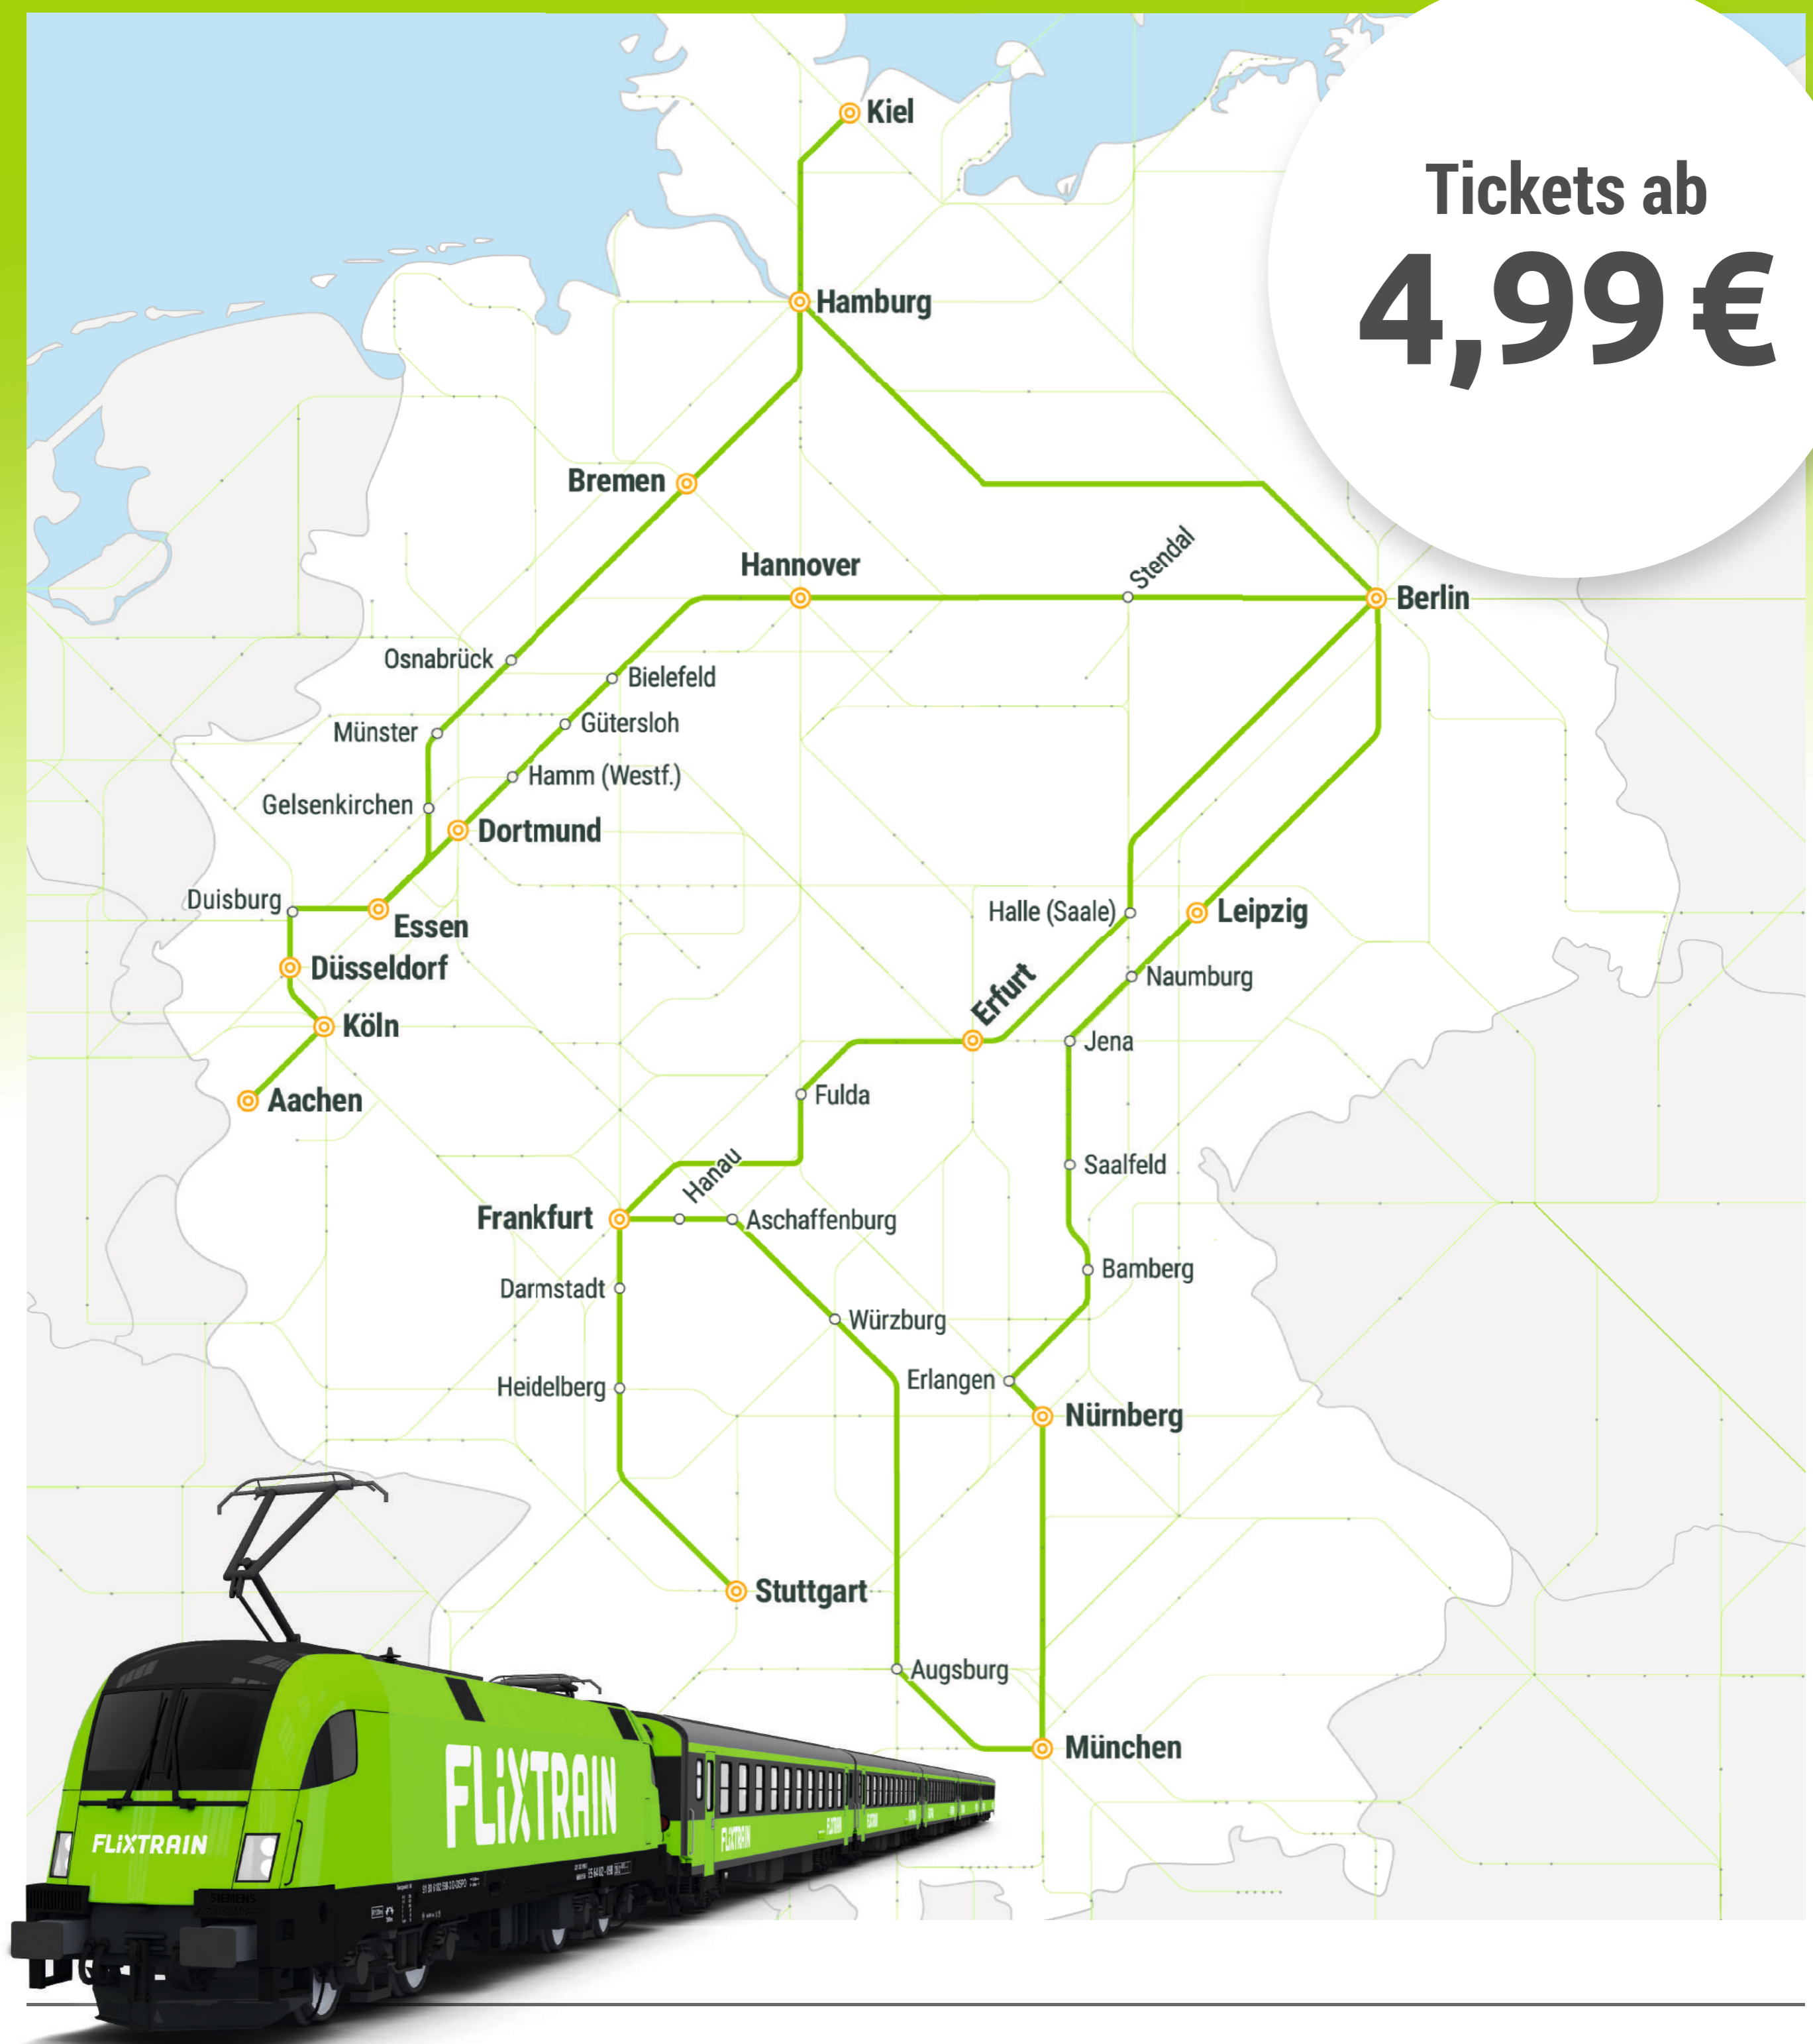 Kiel
Tickets ab
4,99 €
Hamburg
Bremen
Hannover
Stendal
Berlin
Osnabrück
Bielefeld
Münster
Gütersloh
Hamm (Westf.)
Gelsenkirchen
Dortmund
Duisburg
Essen
Halle (Saale)
Leipzig
Düsseldorf
Naumburg
Erfurt
Köln
Jena
Aachen
Fulda
Hanau
Saalfeld
Frankfurt
Aschaffenburg
Darmstadt
Bamberg
Würzburg
Heidelberg
Erlangen
Nürnberg
Stuttgart
Augsburg
München
FLiXTRAIN
FLiXTRAIN
FLiXTRAIN
SIEMENS